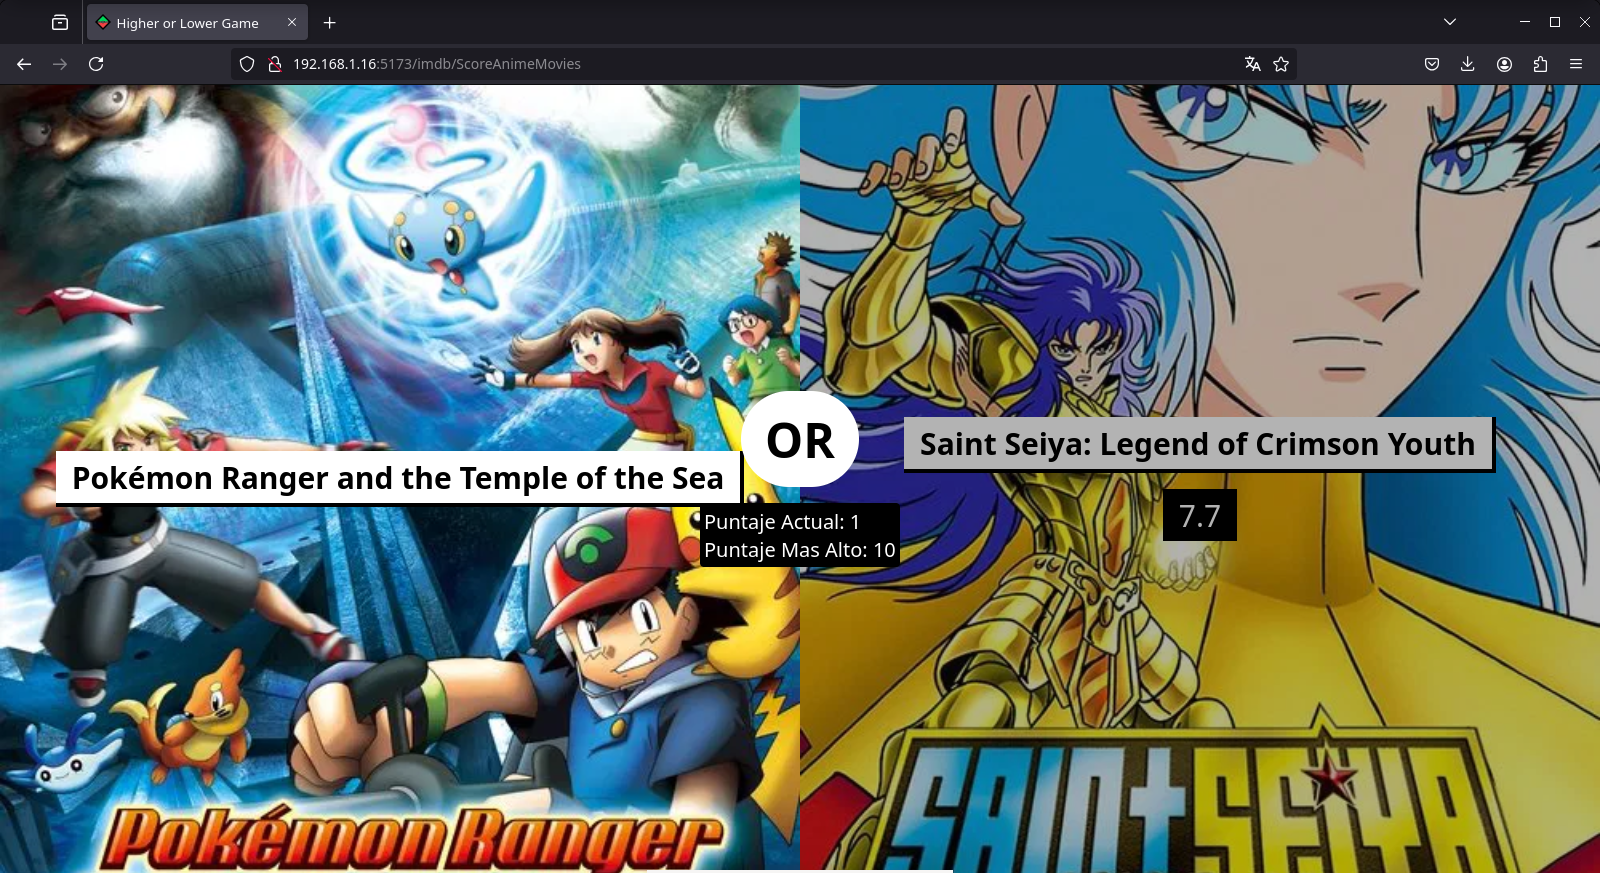 Higher or Lower Game
192.168.1.16:5173/imdb/ScoreAnimeMovies
Pokémon Ranger and the Temple of the Sea
OR
Saint Seiya: Legend of Crimson Youth
7.7
Puntaje Actual: 1
Puntaje Mas Alto: 10
Pokémon Ranger
SAINT SEIYA